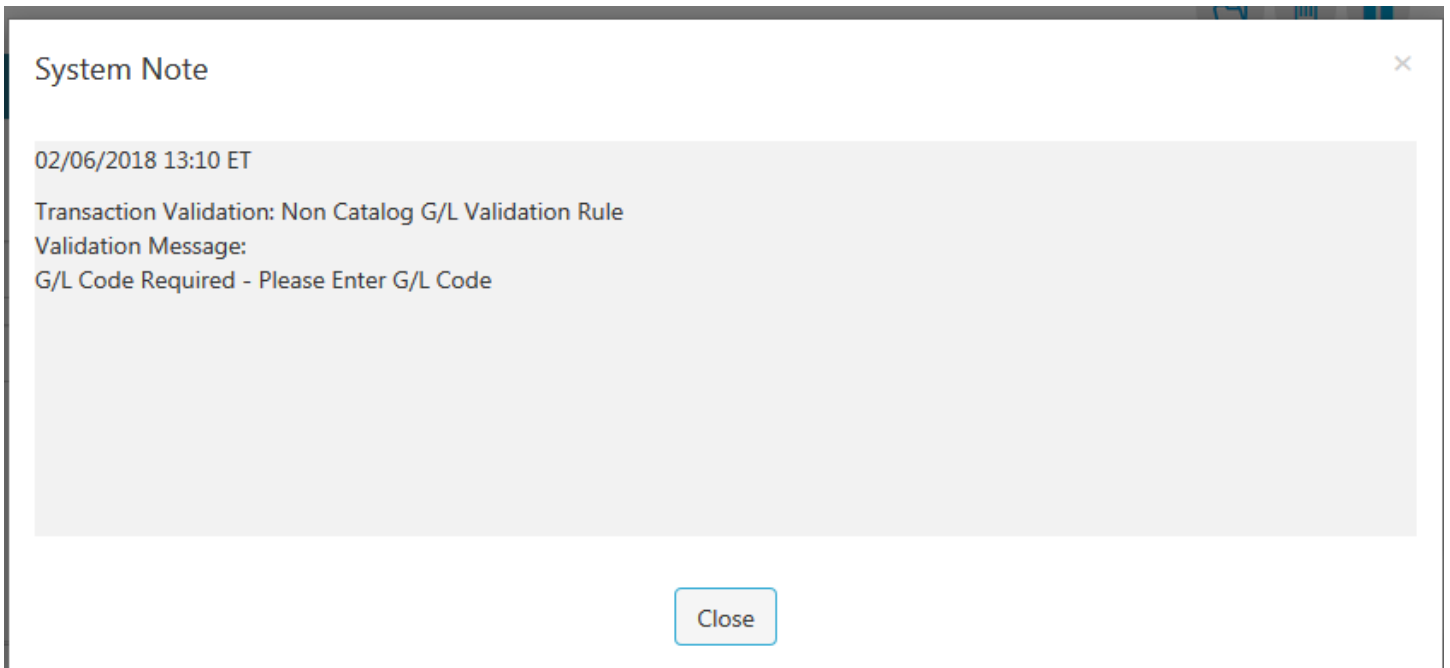 System Note
×
02/06/2018 13:10 ET
Transaction Validation: Non Catalog G/L Validation Rule
Validation Message:
G/L Code Required - Please Enter G/L Code
Close